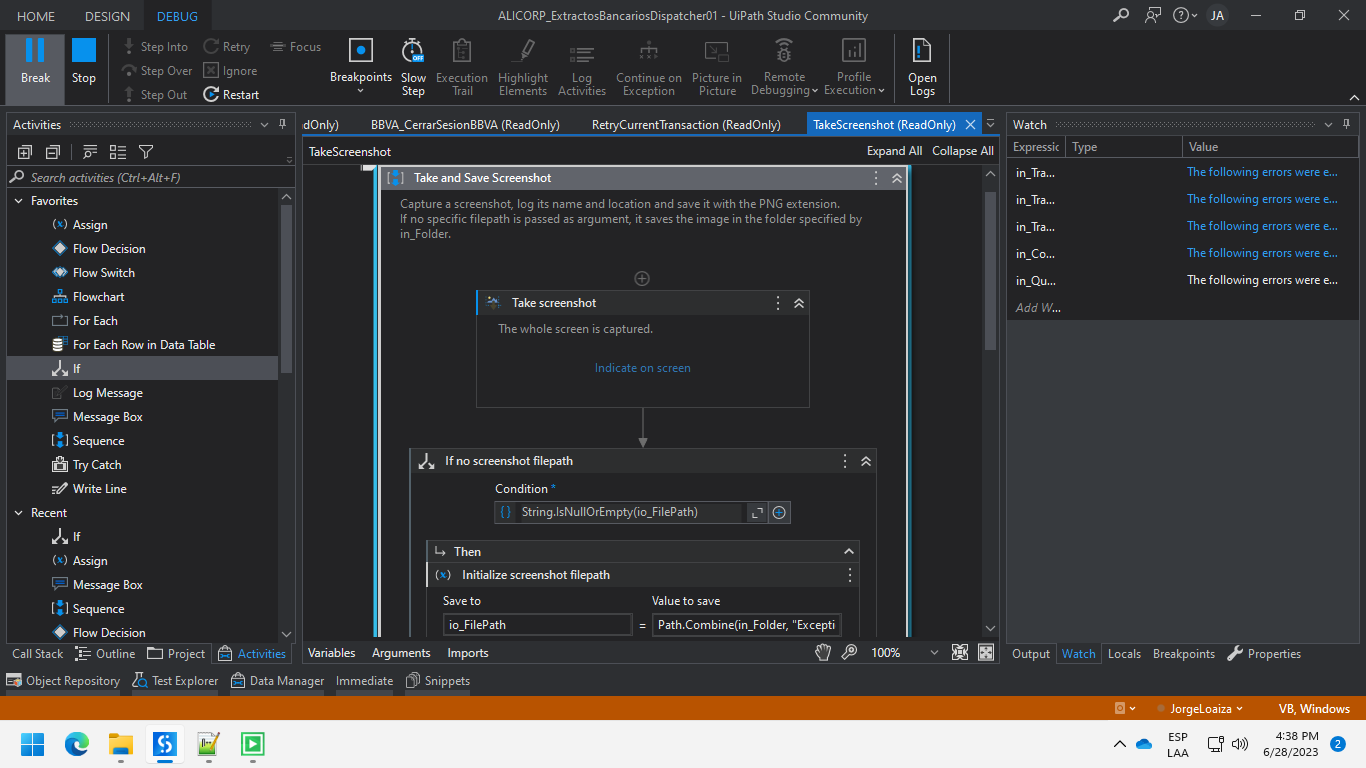 HOME DESIGN DEBUG
ALICORP_ExtractosBancariosDispatcher01 - UiPath Studio Community
JA
Break
Stop
Step Into
Step Over
Step Out
Retry
Ignore
Restart
Focus
Breakpoints
Slow Step
OFF
Execution Trail
Highlight Elements
Log Activities
Continue on Exception
Picture in Picture
Remote Debugging
Profile Execution
Open Logs
Activities
Search activities (Ctrl+Alt+F)
Favorites
Assign
Flow Decision
Flow Switch
Flowchart
For Each
For Each Row in Data Table
If
Log Message
Message Box
Sequence
Try Catch
Write Line
Recent
If
Assign
Message Box
Sequence
Flow Decision
Call Stack Outline Project Activities
dOnly) BBVA_CerrarSesionBBVA (ReadOnly) RetryCurrentTransaction (ReadOnly) TakeScreenshot (ReadOnly)
TakeScreenshot
Expand All Collapse All
Take and Save Screenshot
Capture a screenshot, log its name and location and save it with the PNG extension.
If no specific filepath is passed as argument, it saves the image in the folder specified by
in_Folder.
Take screenshot
The whole screen is captured.
Indicate on screen
If no screenshot filepath
Condition *
String.IsNullOrEmpty(io_FilePath)
Then
Initialize screenshot filepath
Save to Value to save
io_FilePath = Path.Combine(in_Folder, "Excepti
Variables Arguments Imports
100%
Watch
Expressic Type Value
in_Tra... The following errors were e...
in_Tra... The following errors were e...
in_Tra... The following errors were e...
in_Co... The following errors were e...
in_Qu... The following errors were e...
Add W...
Output Watch Locals Breakpoints Properties
Object Repository Test Explorer Data Manager Immediate Snippets
JorgeLoaiza VB, Windows
ESP
LAA
4:38 PM
6/28/2023
2